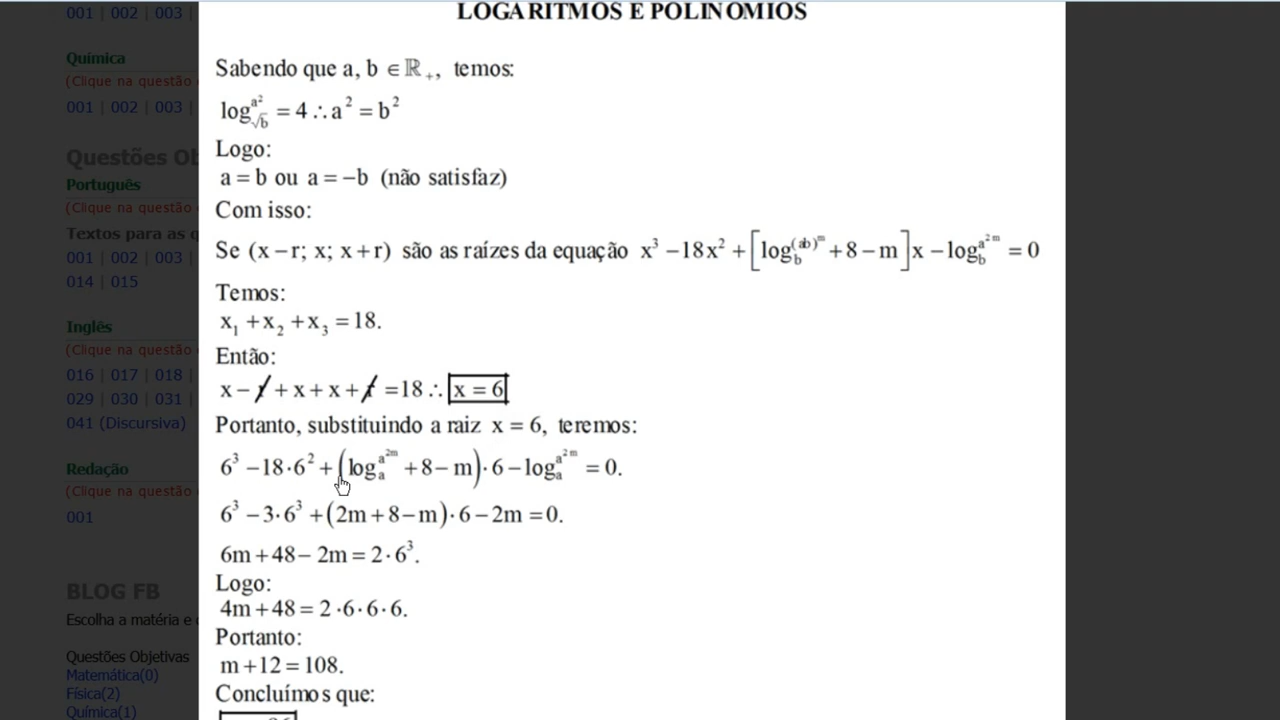 LOGARITMOS E POLINOMIOS
001 | 002 | 003 |
Química
(Clique na questão
001 | 002 | 003 |
Questões Ob
Português
(Clique na questão
Textos para as q
001 | 002 | 003 |
014 | 015
Inglês
(Clique na questão
016 | 017 | 018 |
029 | 030 | 031 |
041 (Discursiva)
Redação
(Clique na questão
001
BLOG FB
Escolha a matéria e
Questões Objetivas
Matemática(0)
Física(2)
Química(1)
Sabendo que a, b ∈ ℝ₊, temos:
log_{√b}^{a²} = 4 ∴ a² = b²
Logo:
a = b ou a = −b (não satisfaz)
Com isso:
Se (x − r; x; x + r) são as raízes da equação x³ − 18x² + [log_b^{(ab)^m} + 8 − m]x − log_b^{a^{2m}} = 0
Temos:
x₁ + x₂ + x₃ = 18.
Então:
x − r + x + x + r = 18 ∴ x = 6
Portanto, substituindo a raiz x = 6, teremos:
6³ − 18·6² + (log_a^{a^{2m}} + 8 − m)·6 − log_a^{a^{2m}} = 0.
6³ − 3·6³ + (2m + 8 − m)·6 − 2m = 0.
6m + 48 − 2m = 2·6³.
Logo:
4m + 48 = 2·6·6·6.
Portanto:
m + 12 = 108.
Concluímos que: